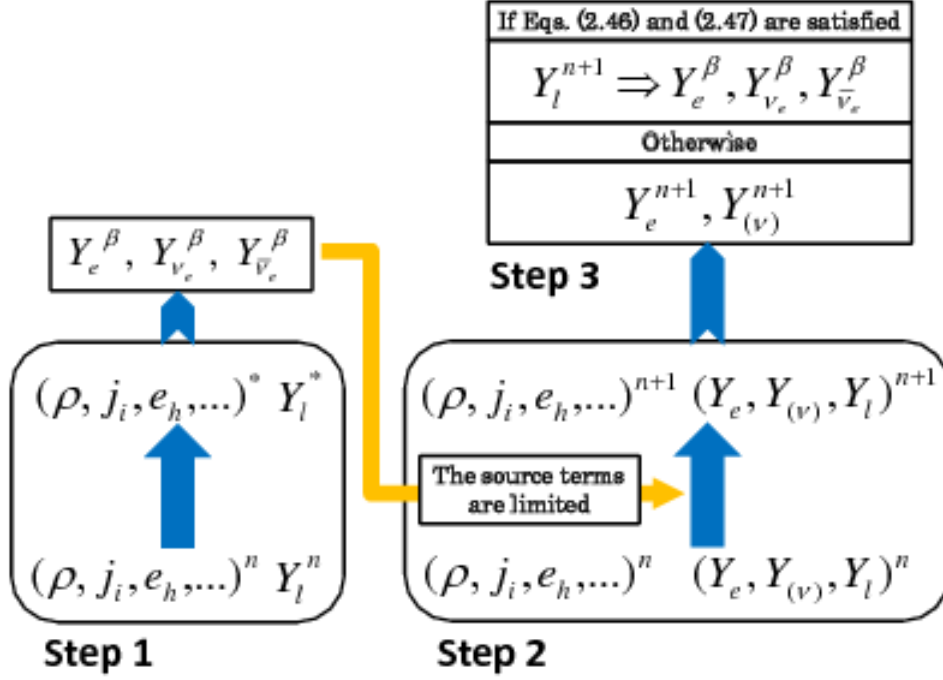 If Eqs. (2.46) and (2.47) are satisfied
Y_l^{n+1} ⇒ Y_e^β, Y_{ν_e}^β, Y_{ν̄_e}^β
Otherwise
Y_e^{n+1}, Y_{(ν)}^{n+1}
Step 3
Y_e^β, Y_{ν_e}^β, Y_{ν̄_e}^β
(ρ, j_i, e_h,...)^* Y_l^*
(ρ, j_i, e_h,...)^n Y_l^n
Step 1
(ρ, j_i, e_h,...)^{n+1} (Y_e, Y_{(ν)}, Y_l)^{n+1}
The source terms
are limited
(ρ, j_i, e_h,...)^n (Y_e, Y_{(ν)}, Y_l)^n
Step 2